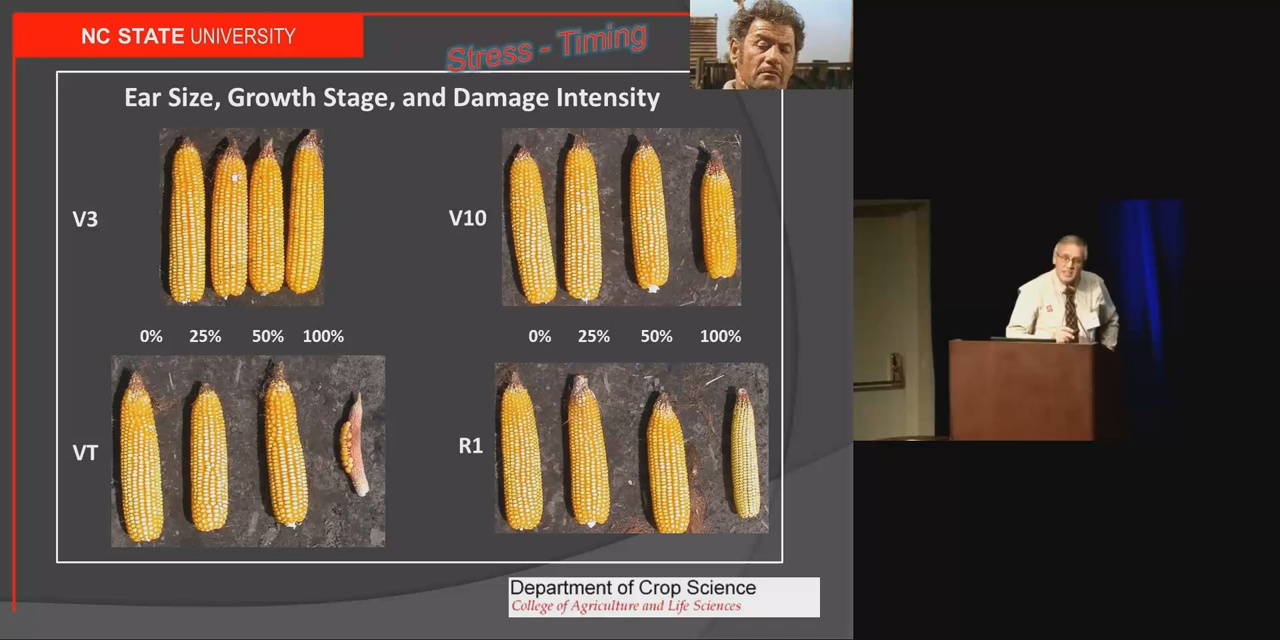 NC STATE UNIVERSITY
Stress - Timing
Ear Size, Growth Stage, and Damage Intensity
V3
V10
0% 25% 50% 100%
0% 25% 50% 100%
VT
R1
Department of Crop Science
College of Agriculture and Life Sciences